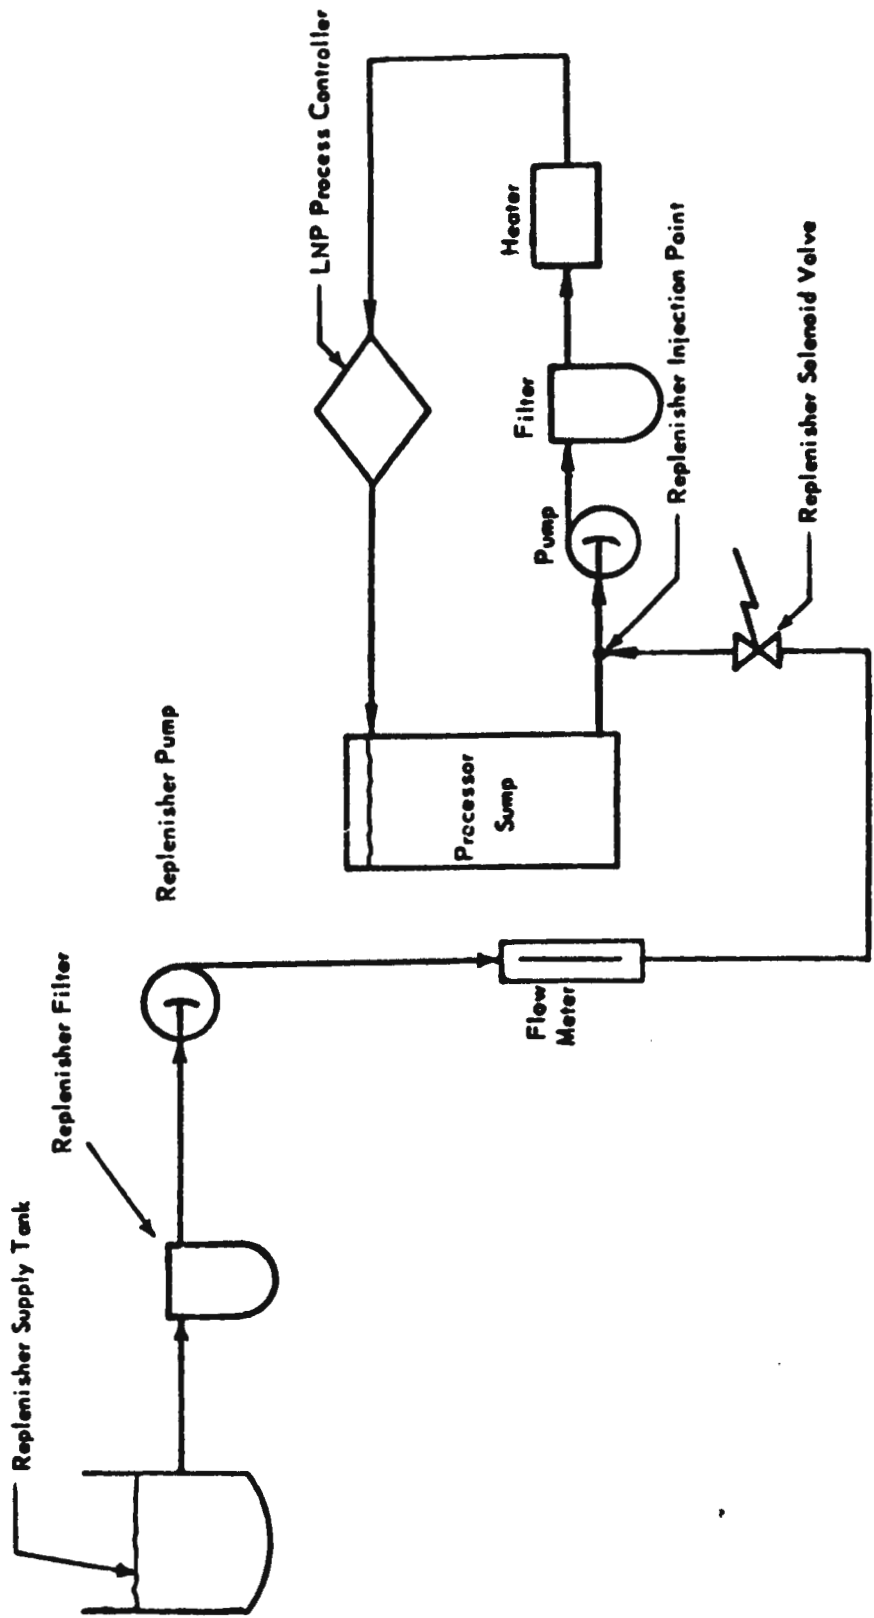 Replenisher Supply Tank
Replenisher Filter
Replenisher Pump
Flow
Meter
Processor
Sump
LNP Process Controller
Pump
Filter
Heater
Replenisher Injection Point
Replenisher Solenoid Valve